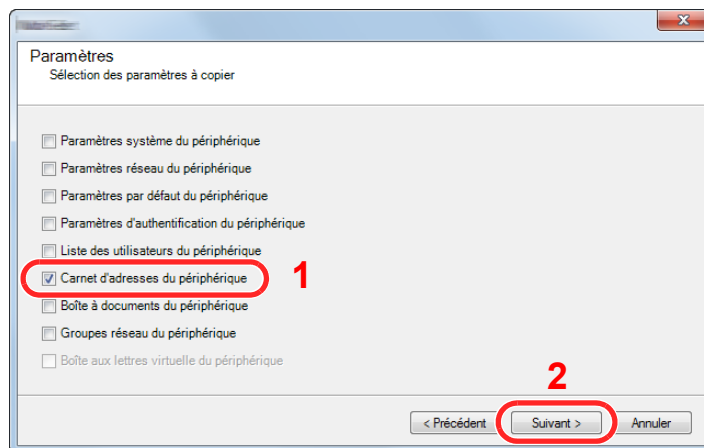 Paramètres
Sélection des paramètres à copier
Paramètres système du périphérique
Paramètres réseau du périphérique
Paramètres par défaut du périphérique
Paramètres d'authentification du périphérique
Liste des utilisateurs du périphérique
Carnet d'adresses du périphérique 1
Boîte à documents du périphérique
Groupes réseau du périphérique
Boîte aux lettres virtuelle du périphérique
2
< Précédent Suivant > Annuler